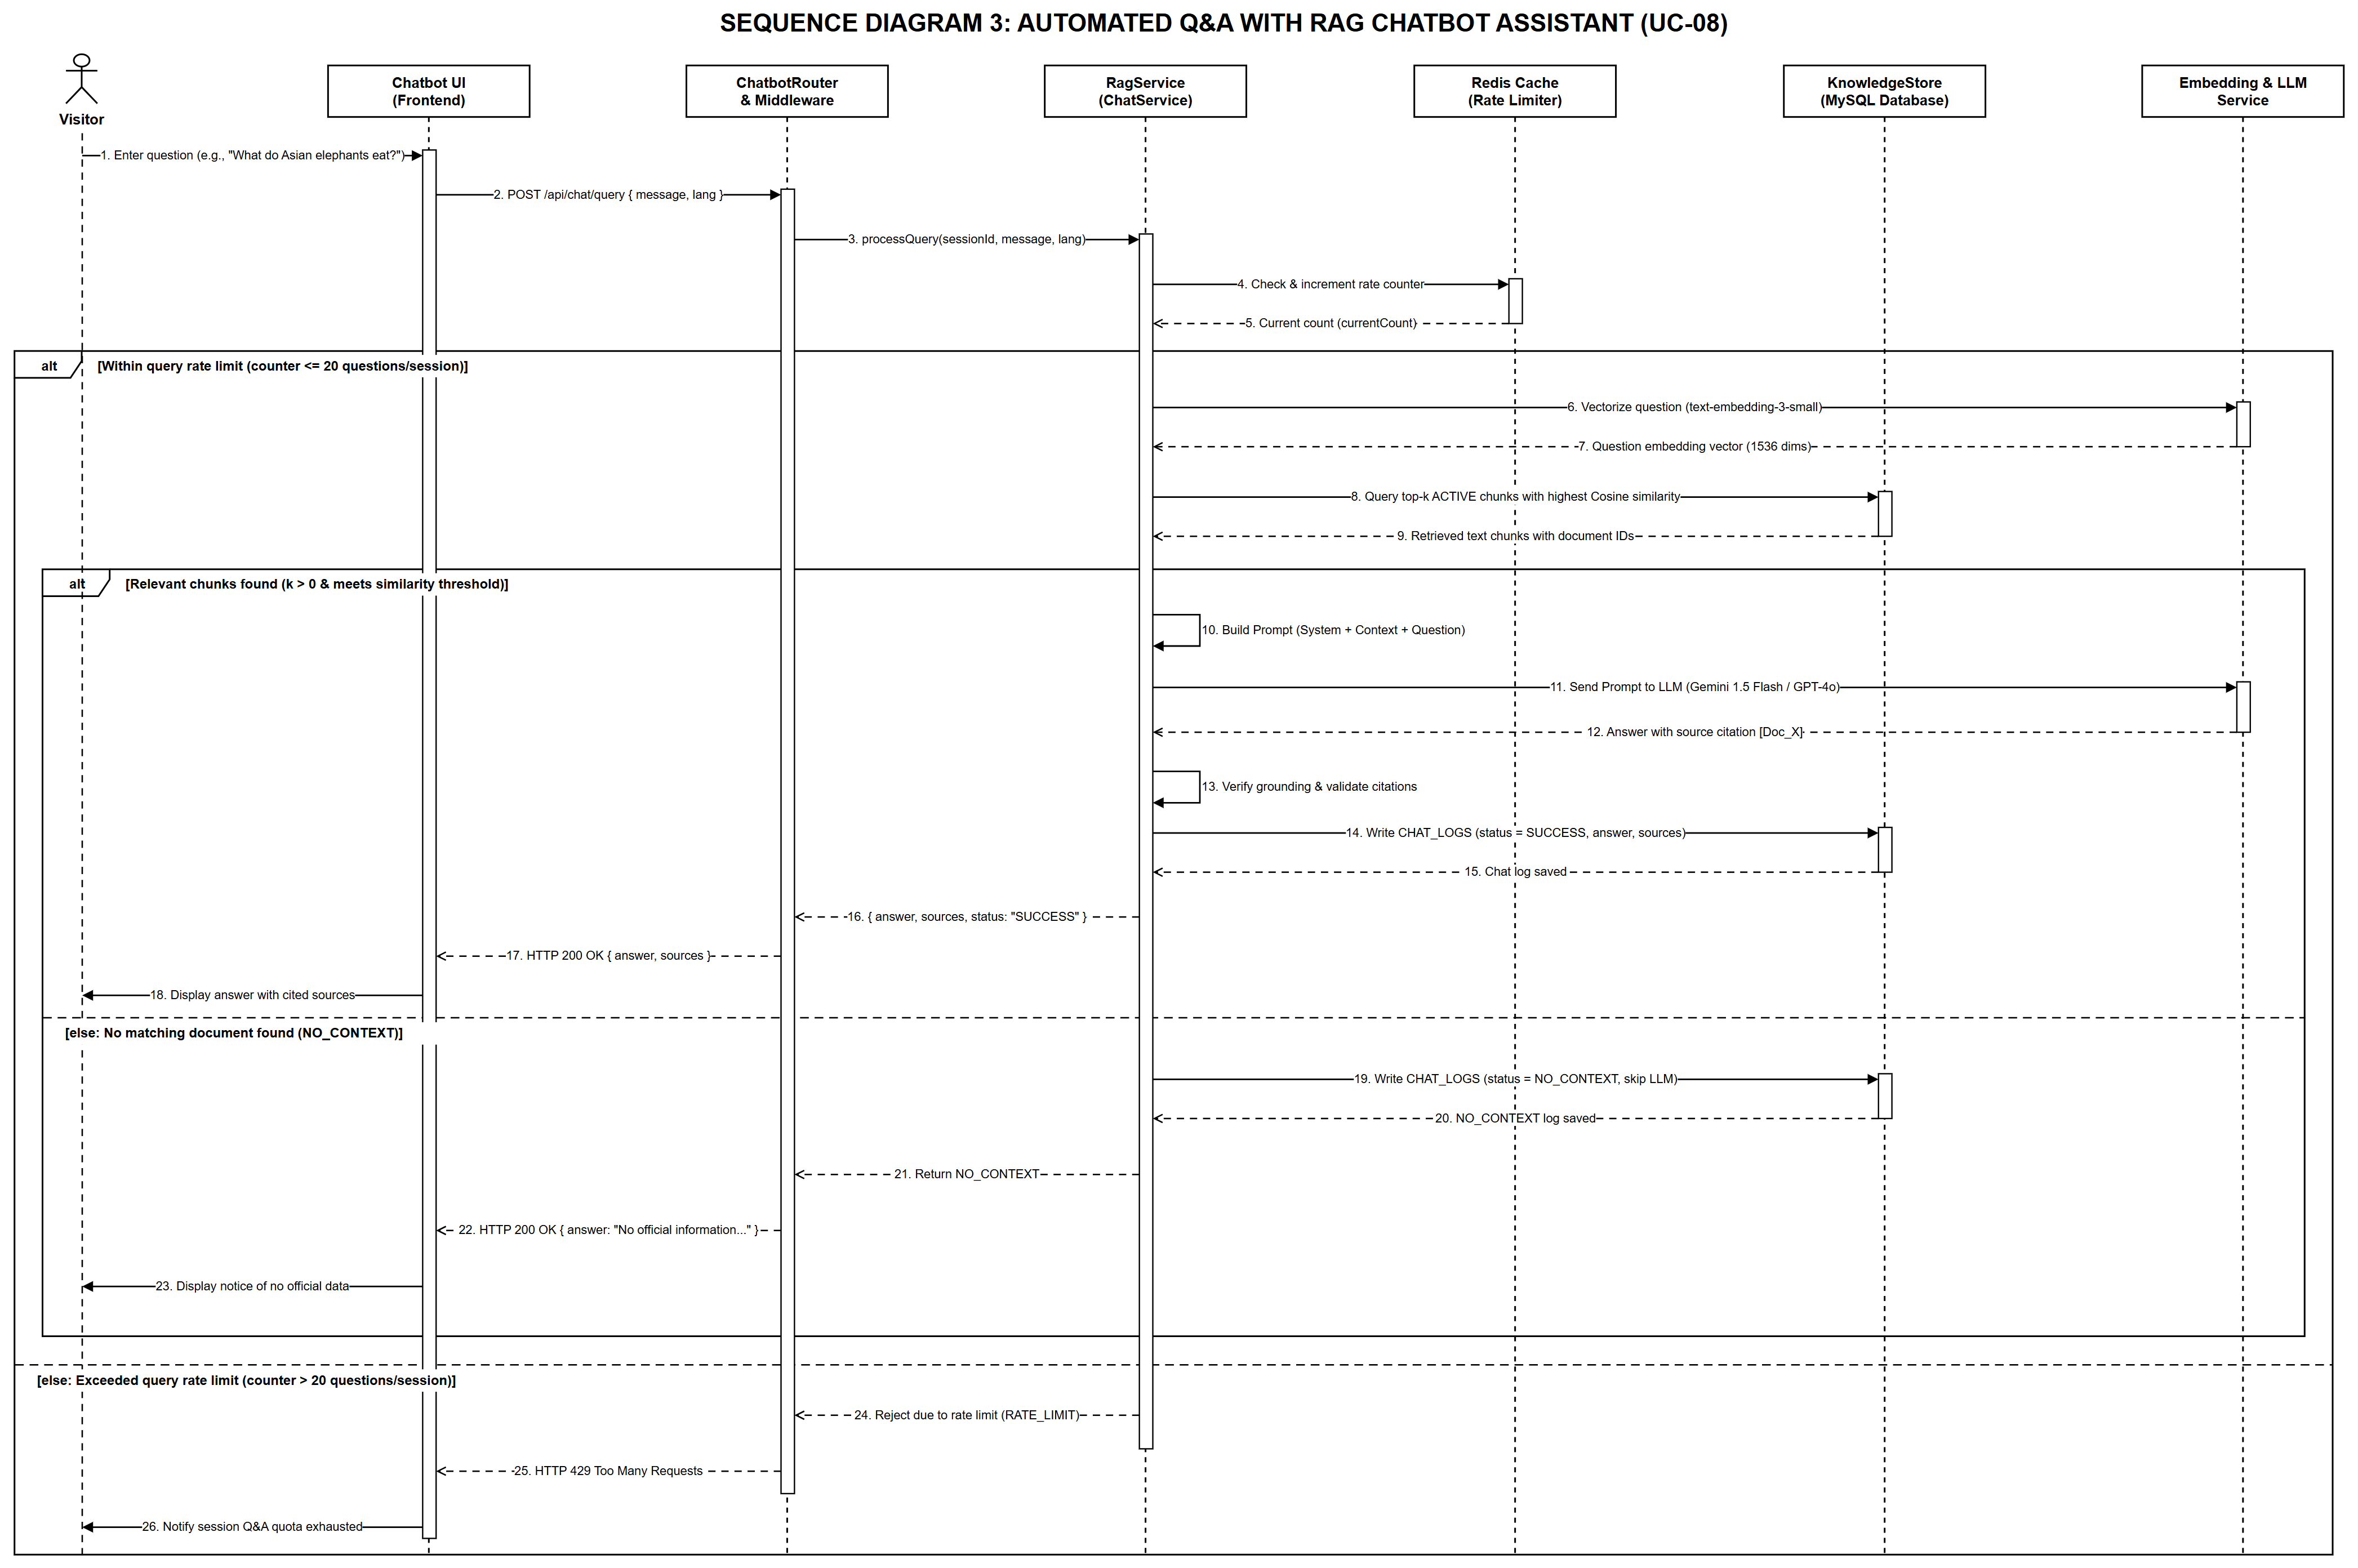 SEQUENCE DIAGRAM 3: AUTOMATED Q&A WITH RAG CHATBOT ASSISTANT (UC-08)
Visitor
Chatbot UI
(Frontend)
ChatbotRouter
& Middleware
RagService
(ChatService)
Redis Cache
(Rate Limiter)
KnowledgeStore
(MySQL Database)
Embedding & LLM
Service
1. Enter question (e.g., "What do Asian elephants eat?")
2. POST /api/chat/query { message, lang }
3. processQuery(sessionId, message, lang)
4. Check & increment rate counter
5. Current count (currentCount)
alt
[Within query rate limit (counter <= 20 questions/session)]
6. Vectorize question (text-embedding-3-small)
7. Question embedding vector (1536 dims)
8. Query top-k ACTIVE chunks with highest Cosine similarity
9. Retrieved text chunks with document IDs
alt
[Relevant chunks found (k > 0 & meets similarity threshold)]
10. Build Prompt (System + Context + Question)
11. Send Prompt to LLM (Gemini 1.5 Flash / GPT-4o)
12. Answer with source citation [Doc_X]
13. Verify grounding & validate citations
14. Write CHAT_LOGS (status = SUCCESS, answer, sources)
15. Chat log saved
16. { answer, sources, status: "SUCCESS" }
17. HTTP 200 OK { answer, sources }
18. Display answer with cited sources
[else: No matching document found (NO_CONTEXT)]
19. Write CHAT_LOGS (status = NO_CONTEXT, skip LLM)
20. NO_CONTEXT log saved
21. Return NO_CONTEXT
22. HTTP 200 OK { answer: "No official information..." }
23. Display notice of no official data
[else: Exceeded query rate limit (counter > 20 questions/session)]
24. Reject due to rate limit (RATE_LIMIT)
25. HTTP 429 Too Many Requests
26. Notify session Q&A quota exhausted